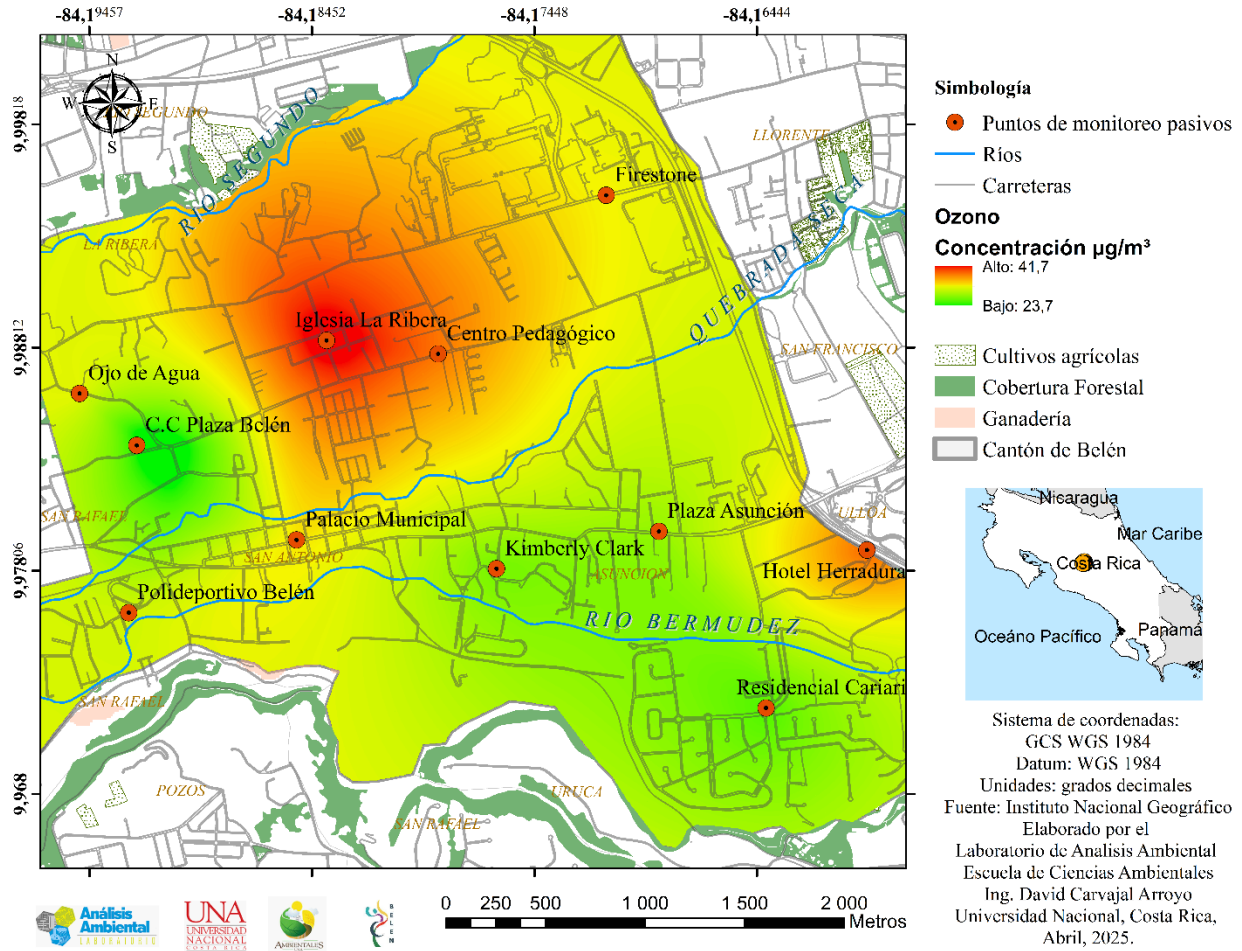 -84,19457
-84,18452
-84,17448
-84,16444
9,99818
9,98812
9,97806
9,968
N
W
E
S
SEGUNDO
RIO SEGUNDO
LLORENTE
Firestone
LA RIBERA
QUEBRADA SECA
Iglesia La Ribera
Centro Pedagógico
SAN FRANCISCO
Ojo de Agua
C.C Plaza Belén
SAN RAFAEL
Palacio Municipal
Plaza Asunción
ULLOA
SAN ANTONIO
Kimberly Clark
ASUNCION
Hotel Herradura
Polideportivo Belén
RIO BERMUDEZ
SAN RAFAEL
Residencial Cariari
POZOS
URUCA
SAN RAFAEL
Simbología
Puntos de monitoreo pasivos
Ríos
Carreteras
Ozono
Concentración µg/m³
Alto: 41,7
Bajo: 23,7
Cultivos agrícolas
Cobertura Forestal
Ganadería
Cantón de Belén
Nicaragua
Mar Caribe
Costa Rica
Océano Pacífico
Panamá
Sistema de coordenadas:
GCS WGS 1984
Datum: WGS 1984
Unidades: grados decimales
Fuente: Instituto Nacional Geográfico
Elaborado por el
Laboratorio de Analisis Ambiental
Escuela de Ciencias Ambientales
Ing. David Carvajal Arroyo
Universidad Nacional, Costa Rica,
Abril, 2025.
Análisis
Ambiental
LABORATORIO
UNA
UNIVERSIDAD
NACIONAL
COSTA RICA
AMBIENTALES
BELEN
0 250 500 1 000 1 500 2 000
Metros